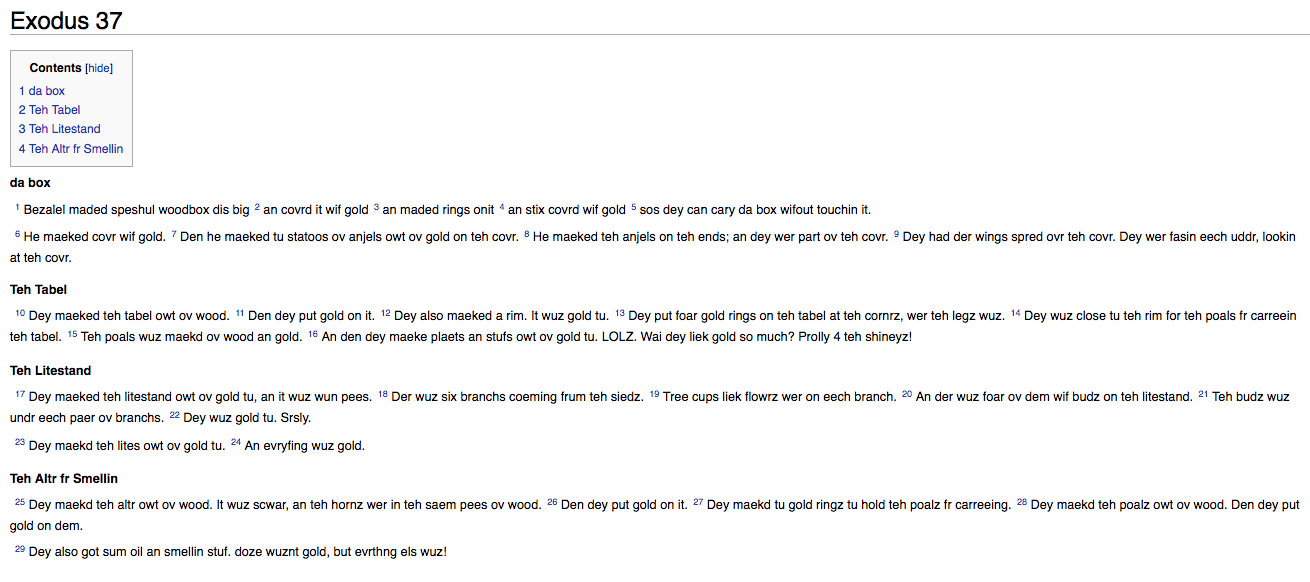 Exodus 37
Contents [hide]
1 da box
2 Teh Tabel
3 Teh Litestand
4 Teh Altr fr Smellin
da box
1 Bezalel maded speshul woodbox dis big 2 an covrd it wif gold 3 an maded rings onit 4 an stix covrd wif gold 5 sos dey can cary da box wifout touchin it.
6 He maeked covr wif gold. 7 Den he maeked tu statoos ov anjels owt ov gold on teh covr. 8 He maeked teh anjels on teh ends; an dey wer part ov teh covr. 9 Dey had der wings spred ovr teh covr. Dey wer fasin eech uddr, lookin
at teh covr.
Teh Tabel
10 Dey maeked teh tabel owt ov wood. 11 Den dey put gold on it. 12 Dey also maeked a rim. It wuz gold tu. 13 Dey put foar gold rings on teh tabel at teh cornrz, wer teh legz wuz. 14 Dey wuz close tu teh rim for teh poals fr carreein
teh tabel. 15 Teh poals wuz maekd ov wood an gold. 16 An den dey maeke plaets an stufs owt ov gold tu. LOLZ. Wai dey liek gold so much? Prolly 4 teh shineyz!
Teh Litestand
17 Dey maeked teh litestand owt ov gold tu, an it wuz wun pees. 18 Der wuz six branchs coeming frum teh siedz. 19 Tree cups liek flowrz wer on eech branch. 20 An der wuz foar ov dem wif budz on teh litestand. 21 Teh budz wuz
undr eech paer ov branchs. 22 Dey wuz gold tu. Srsly.
23 Dey maekd teh lites owt ov gold tu. 24 An evryfing wuz gold.
Teh Altr fr Smellin
25 Dey maekd teh altr owt ov wood. It wuz scwar, an teh hornz wer in teh saem pees ov wood. 26 Den dey put gold on it. 27 Dey maekd tu gold ringz tu hold teh poalz fr carreeing. 28 Dey maekd teh poalz owt ov wood. Den dey put
gold on dem.
29 Dey also got sum oil an smellin stuf. doze wuznt gold, but evrthng els wuz!